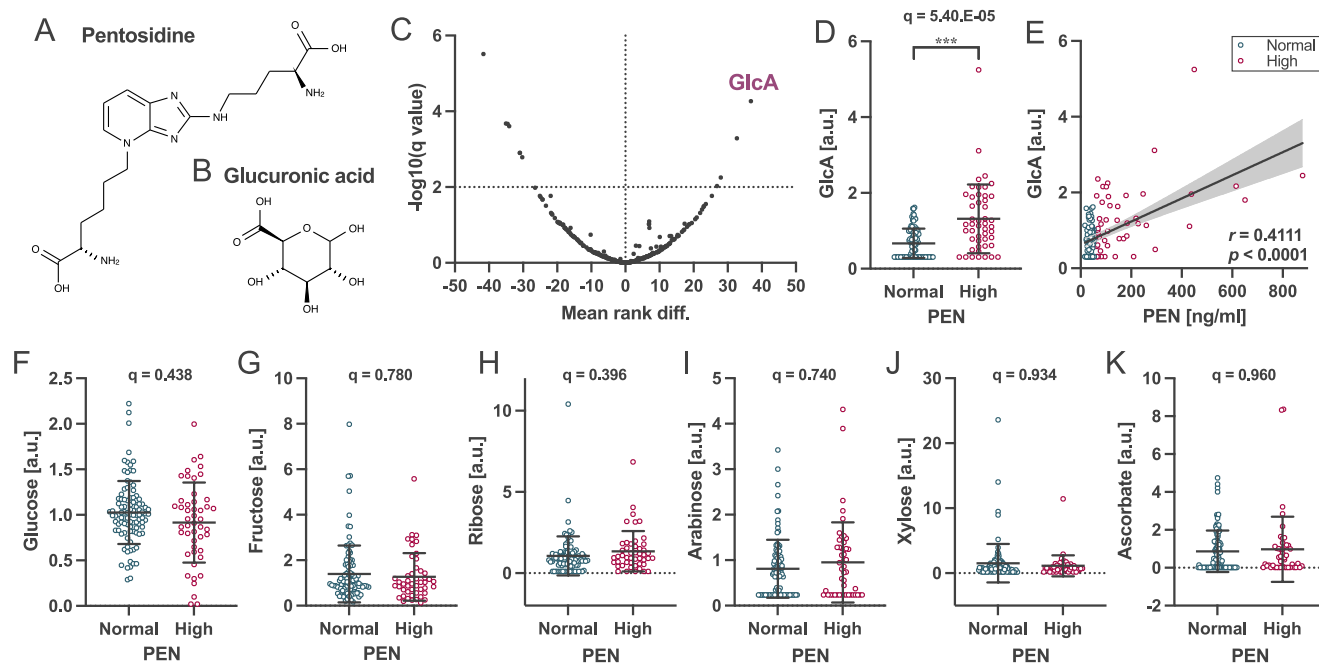 A
Pentosidine
O
OH
NH₂
N
N
N
NH
N
O
OH
NH₂
B
Glucuronic acid
OH
O
O
OH
HO
OH
OH
C
-log10(q value)
6
4
2
0
-50
-40
-30
-20
-10
0
10
20
30
40
50
GlcA
Mean rank diff.
D
q = 5.40.E-05
***
GlcA [a.u.]
6
4
2
0
Normal
High
PEN
E
Normal
High
GlcA [a.u.]
6
4
2
0
r = 0.4111
p < 0.0001
0
200
400
600
800
PEN [ng/ml]
F
q = 0.438
Glucose [a.u.]
2.5
2.0
1.5
1.0
0.5
0.0
Normal
High
PEN
G
q = 0.780
Fructose [a.u.]
10
8
6
4
2
0
Normal
High
PEN
H
q = 0.396
Ribose [a.u.]
10
5
0
Normal
High
PEN
I
q = 0.740
Arabinose [a.u.]
5
4
3
2
1
0
Normal
High
PEN
J
q = 0.934
Xylose [a.u.]
30
20
10
0
Normal
High
PEN
K
q = 0.960
Ascorbate [a.u.]
10
8
6
4
2
0
-2
Normal
High
PEN